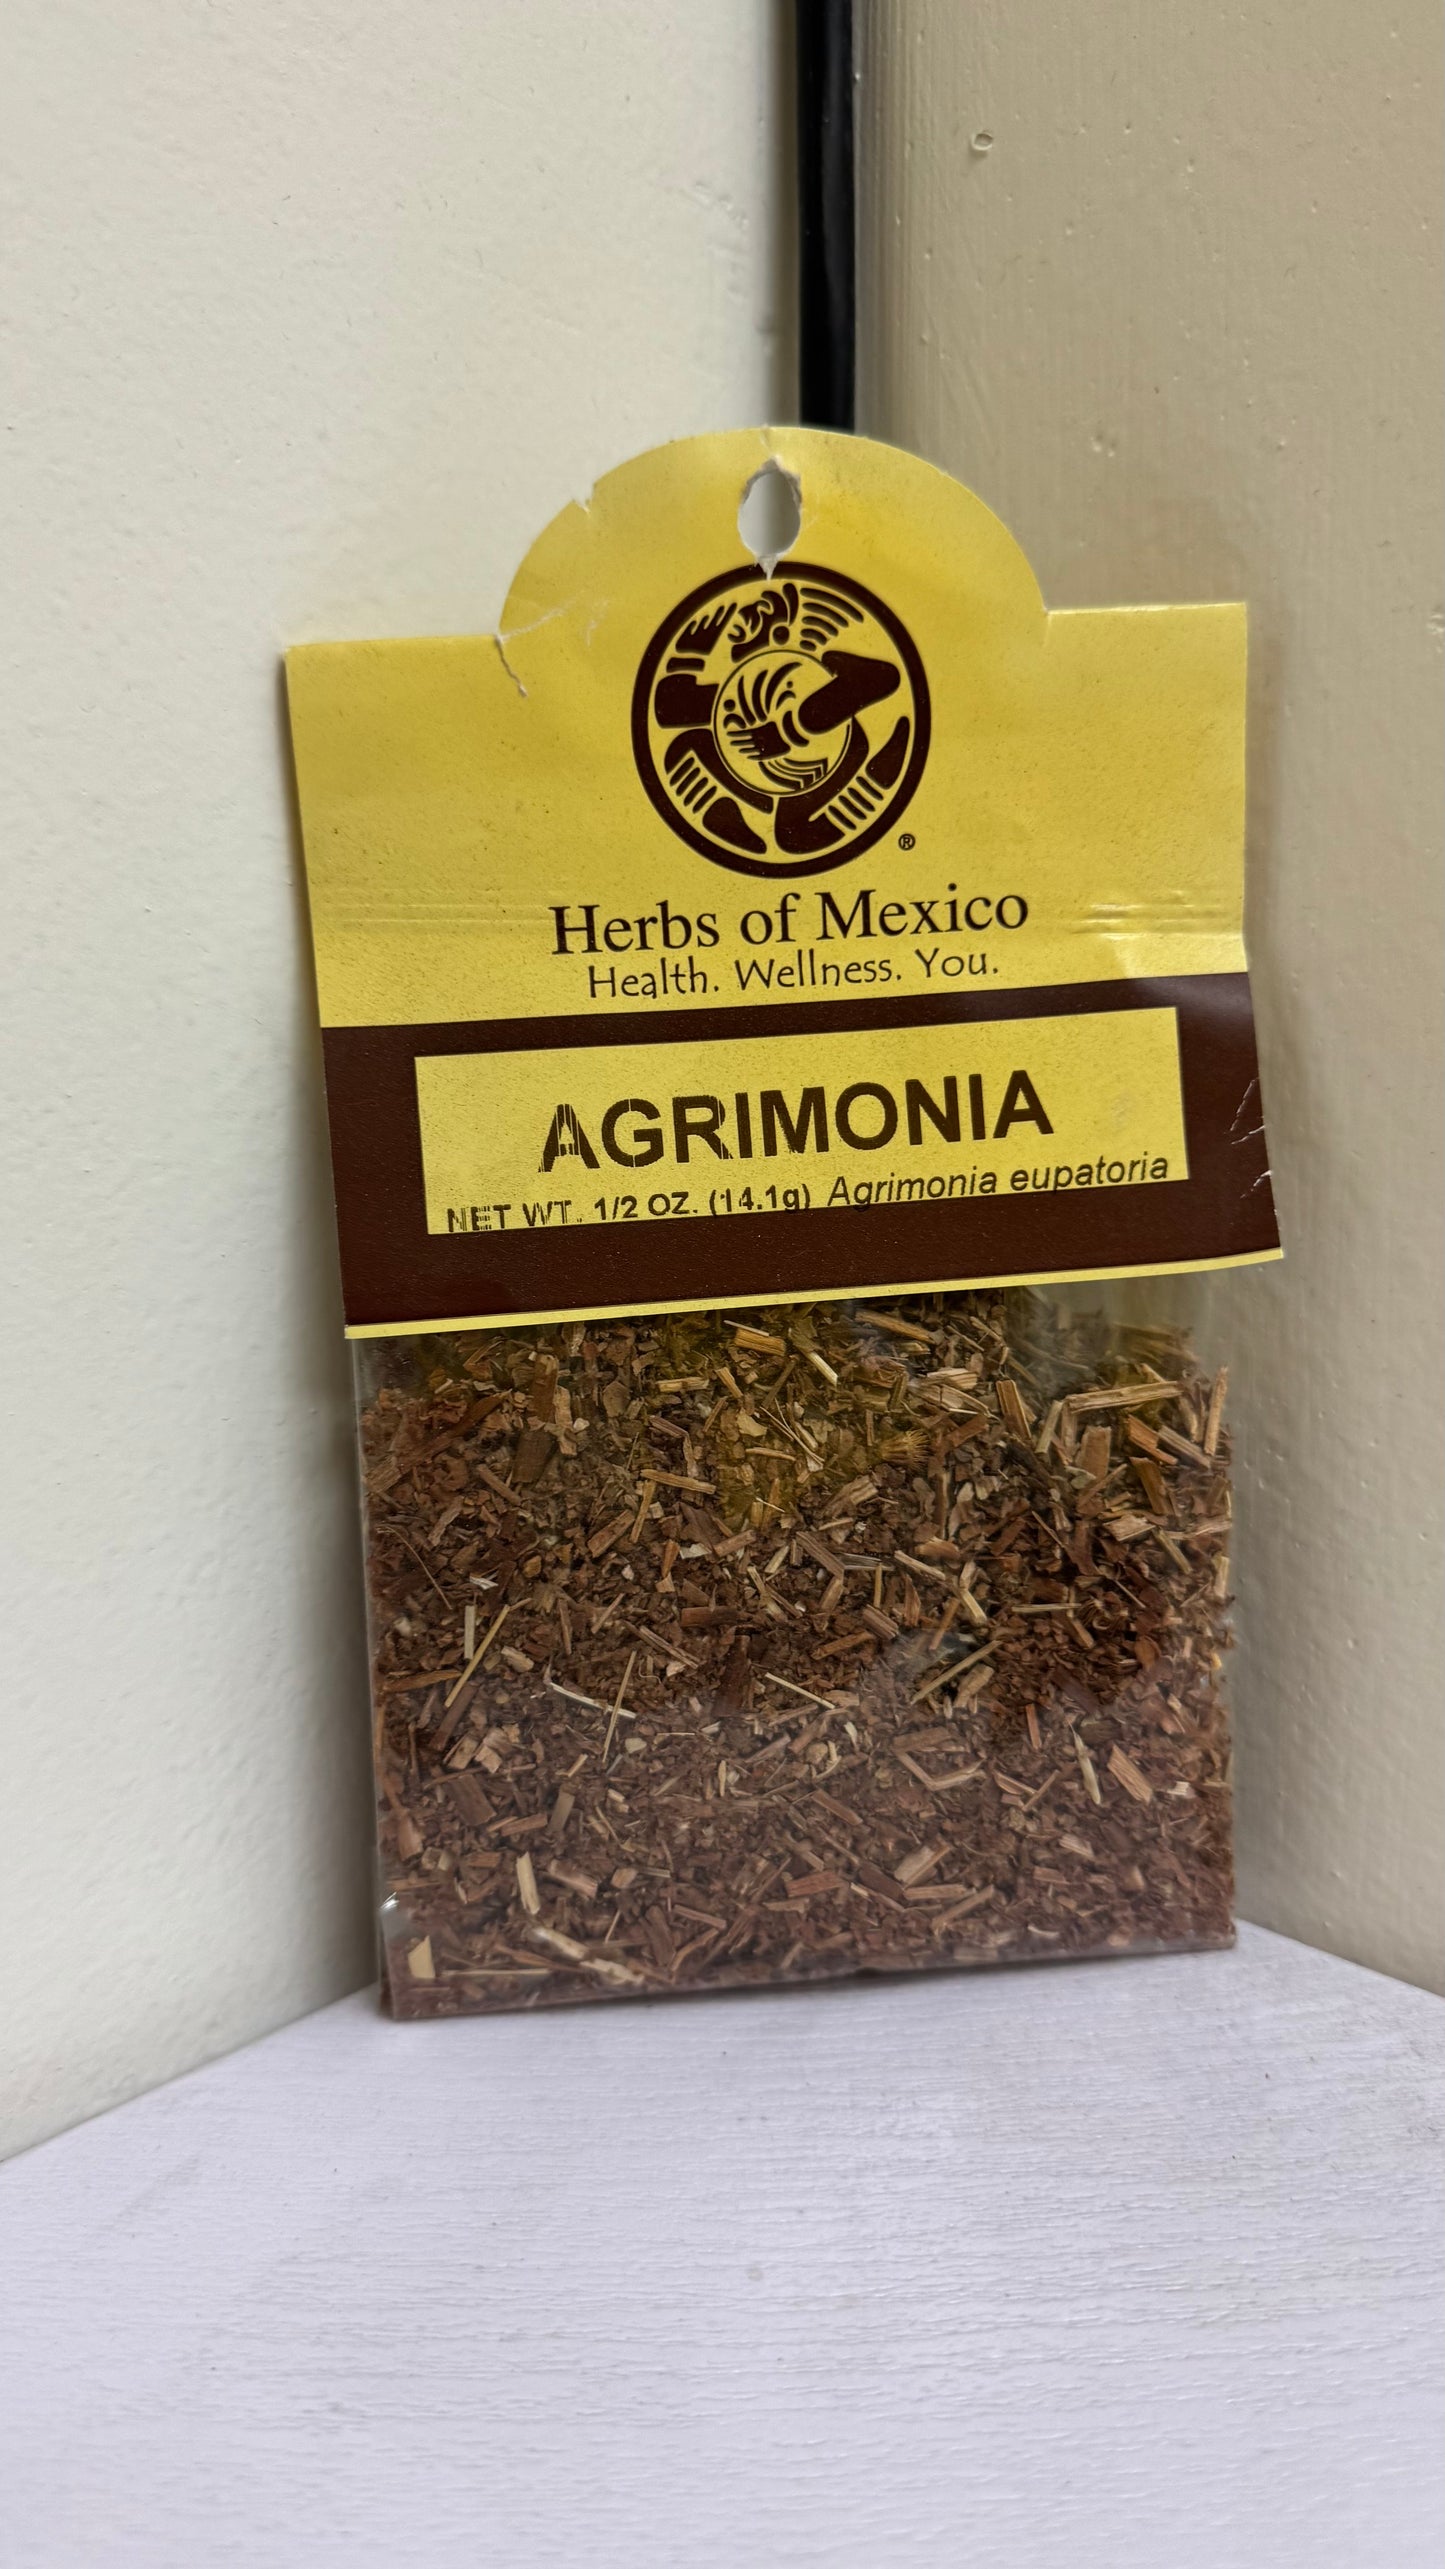 ®
Herbs of Mexico
Health. Wellness. You.
AGRIMONIA
NET WT. 1/2 OZ. (14.1g) Agrimonia eupatoria